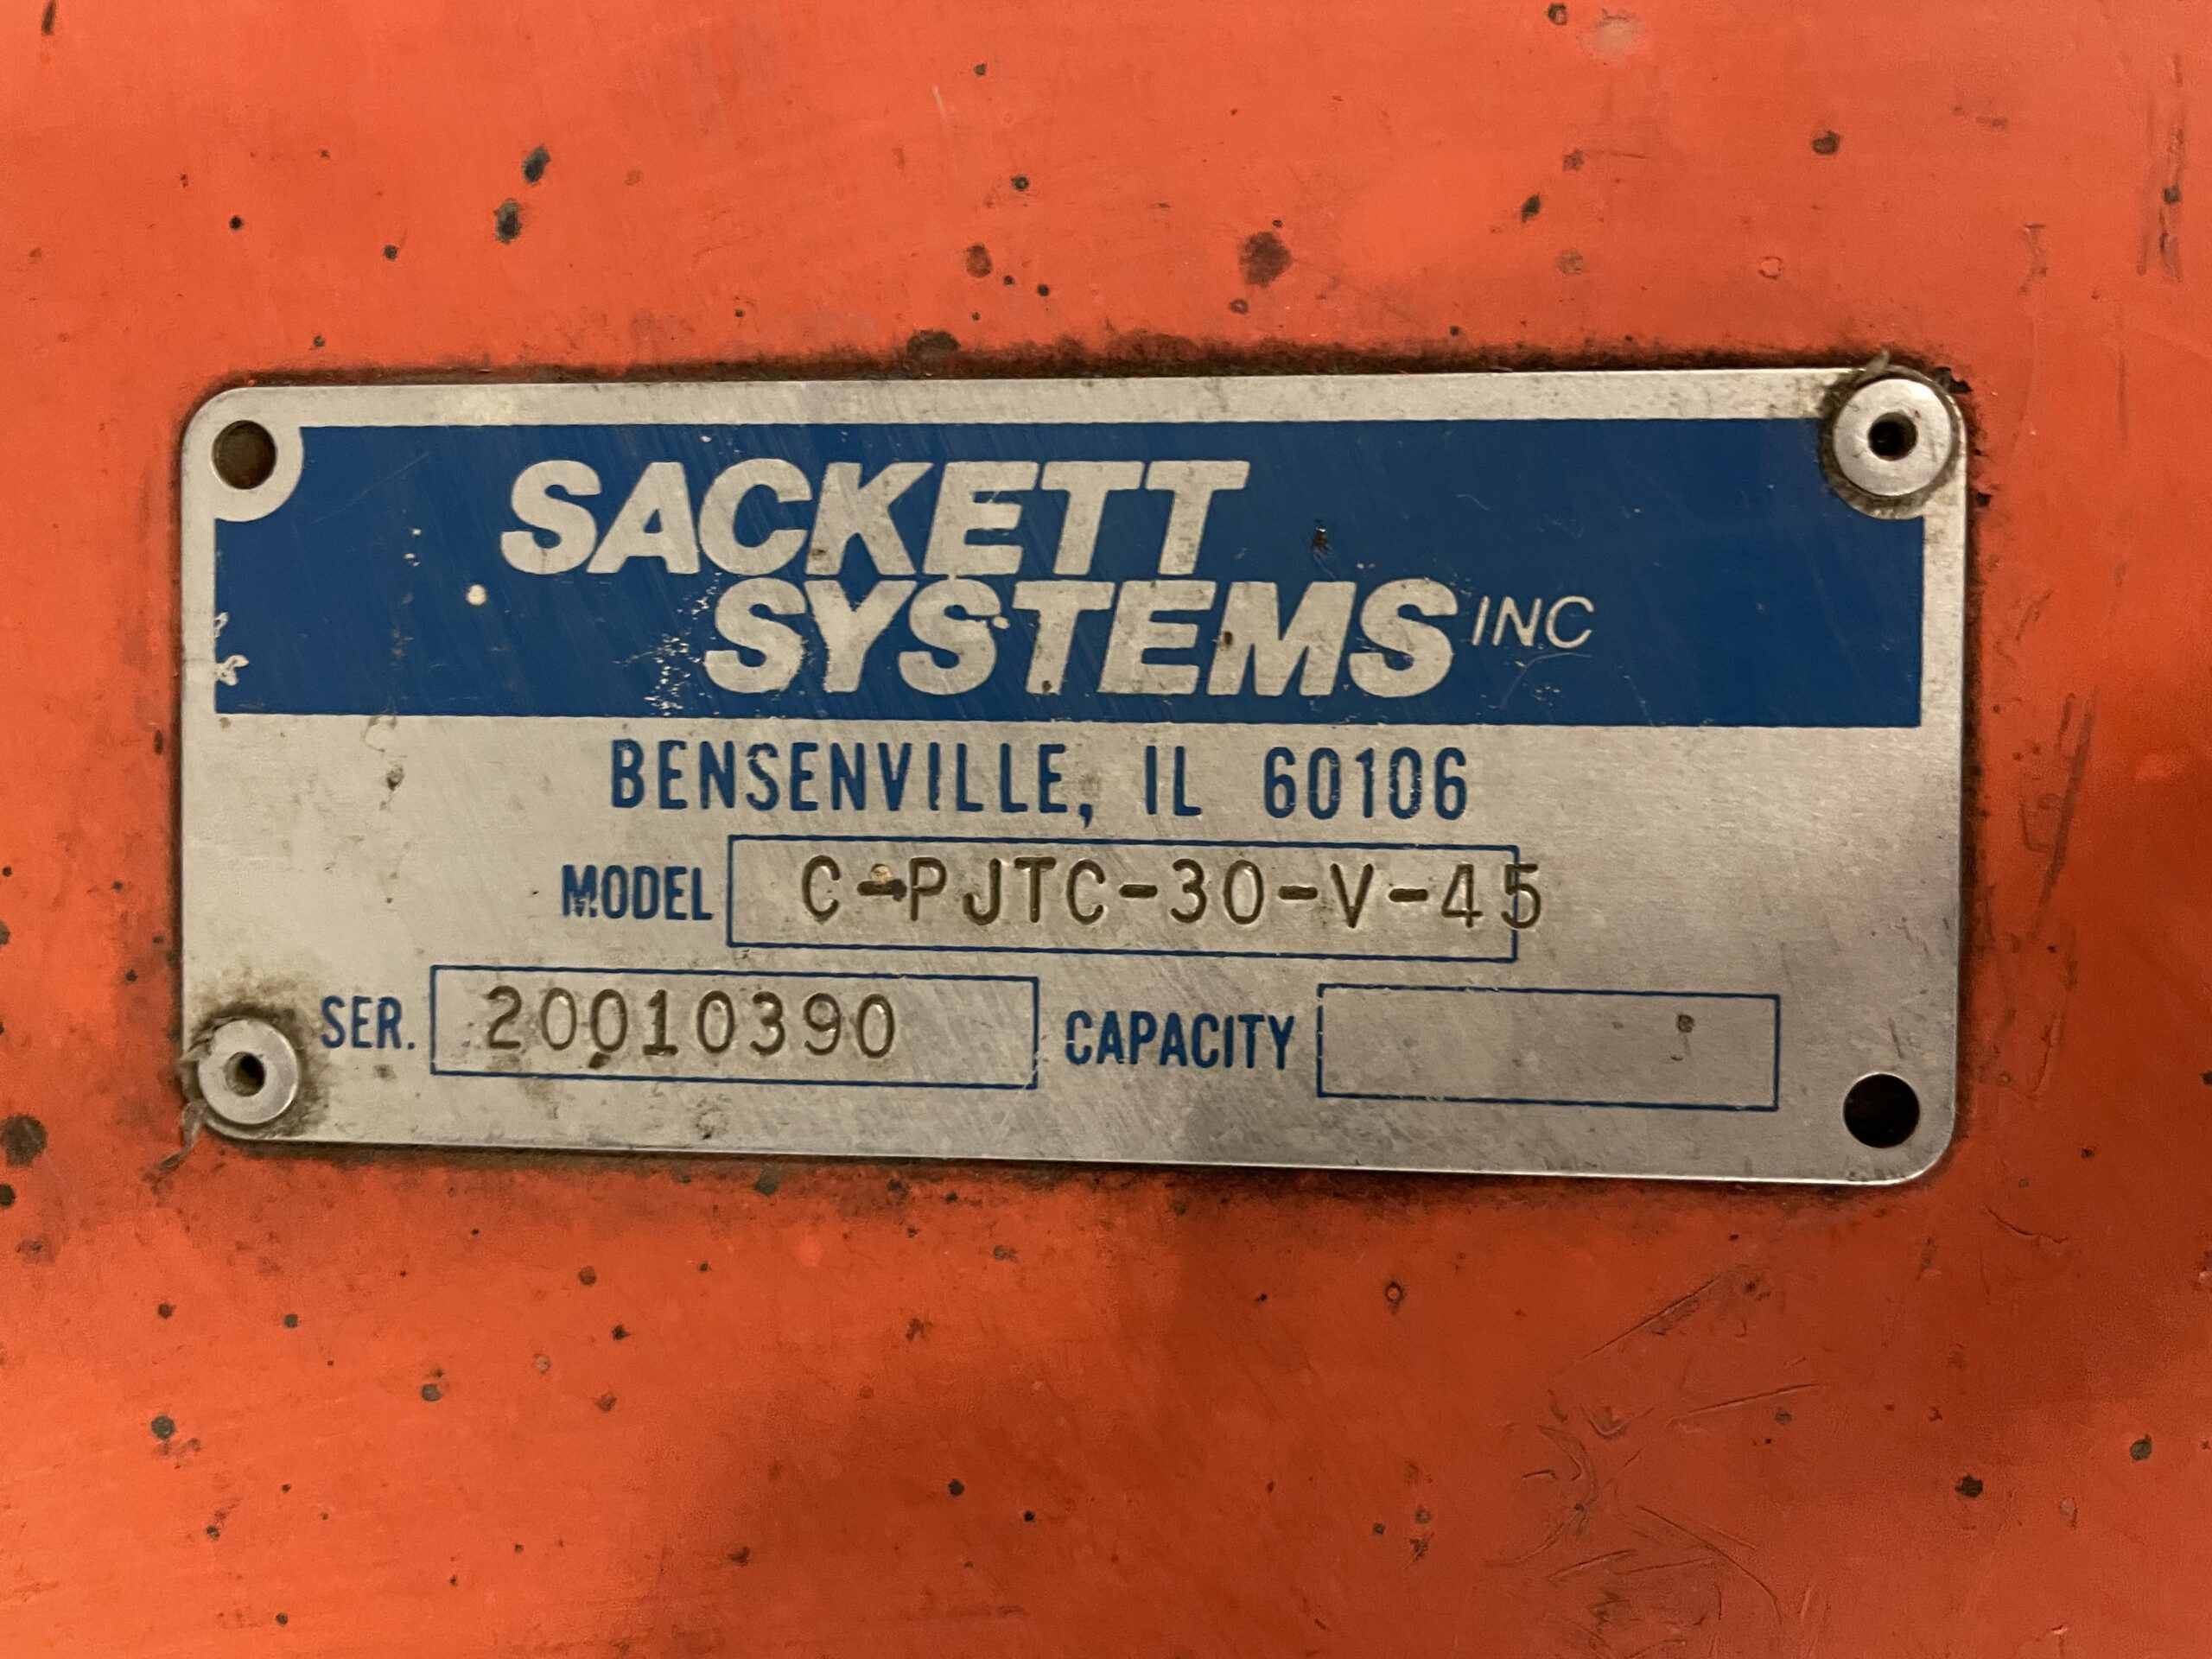 SACKETT
SYSTEMS INC
BENSENVILLE, IL 60106
MODEL C-PJTC-30-V-45
SER. 20010390 CAPACITY